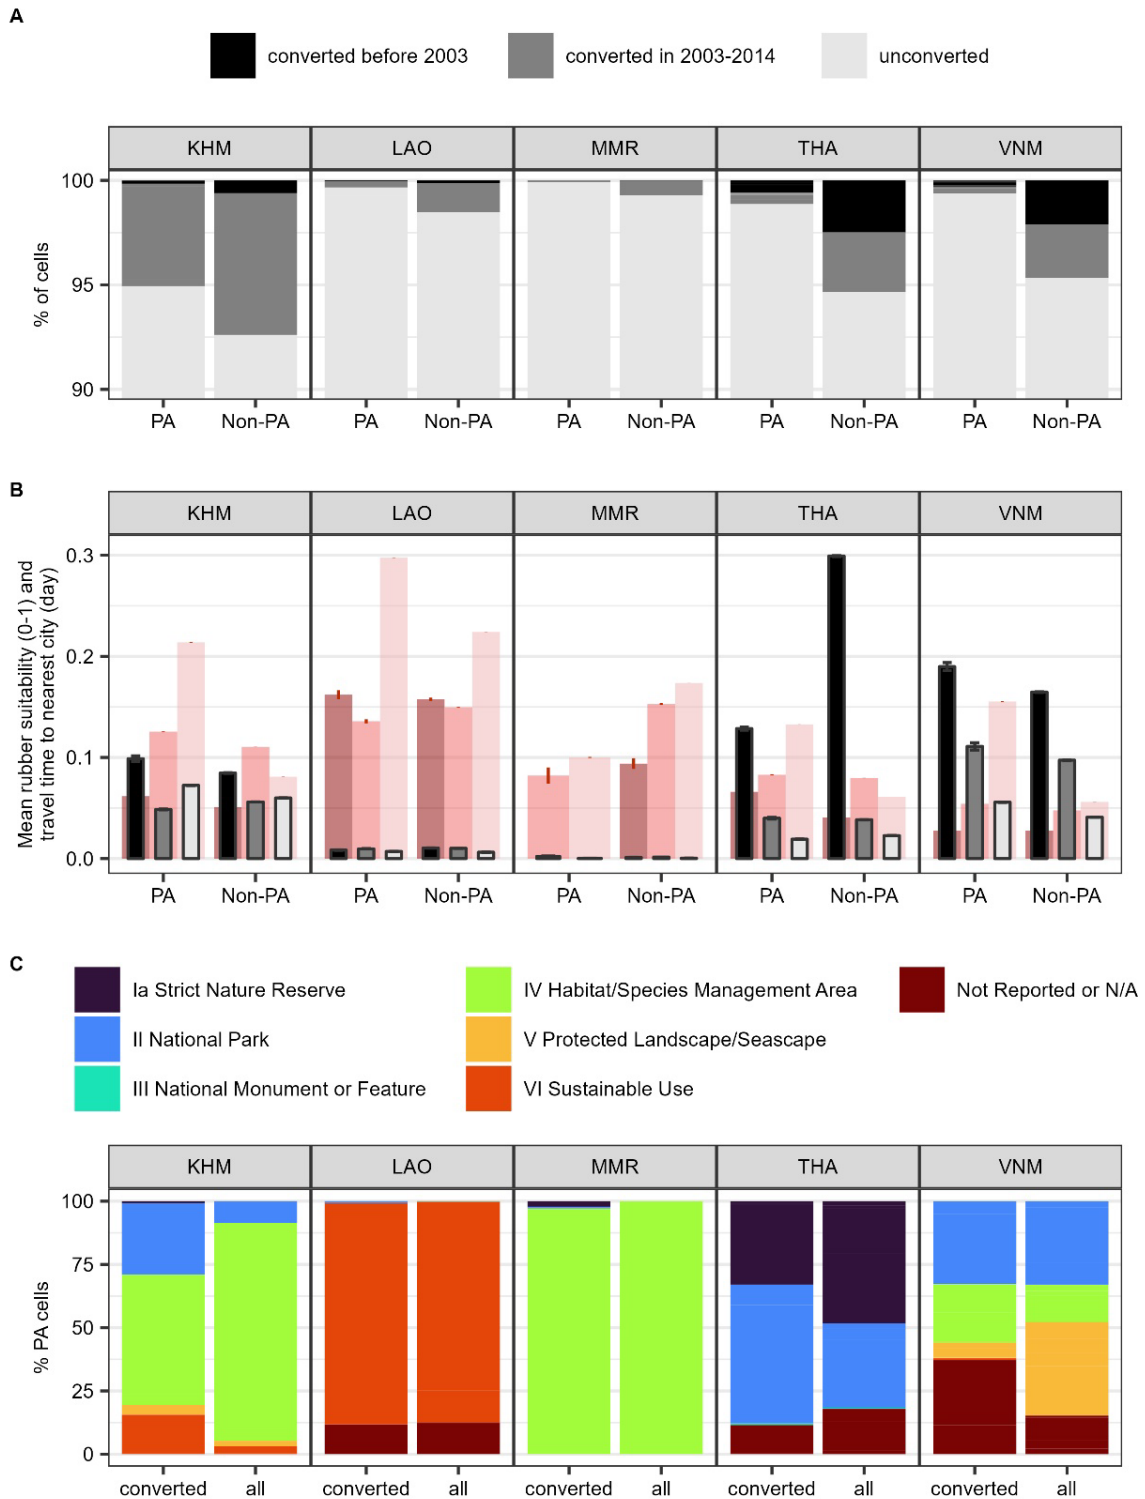 A
converted before 2003 converted in 2003-2014 unconverted
KHM LAO MMR THA VNM
100
95
90
% of cells
PA Non-PA PA Non-PA PA Non-PA PA Non-PA PA Non-PA
B
KHM LAO MMR THA VNM
0.3
0.2
0.1
0.0
Mean rubber suitability (0-1) and
travel time to nearest city (day)
PA Non-PA PA Non-PA PA Non-PA PA Non-PA PA Non-PA
C
Ia Strict Nature Reserve IV Habitat/Species Management Area Not Reported or N/A
II National Park V Protected Landscape/Seascape
III National Monument or Feature VI Sustainable Use
KHM LAO MMR THA VNM
100
75
50
25
0
% PA cells
converted all converted all converted all converted all converted all